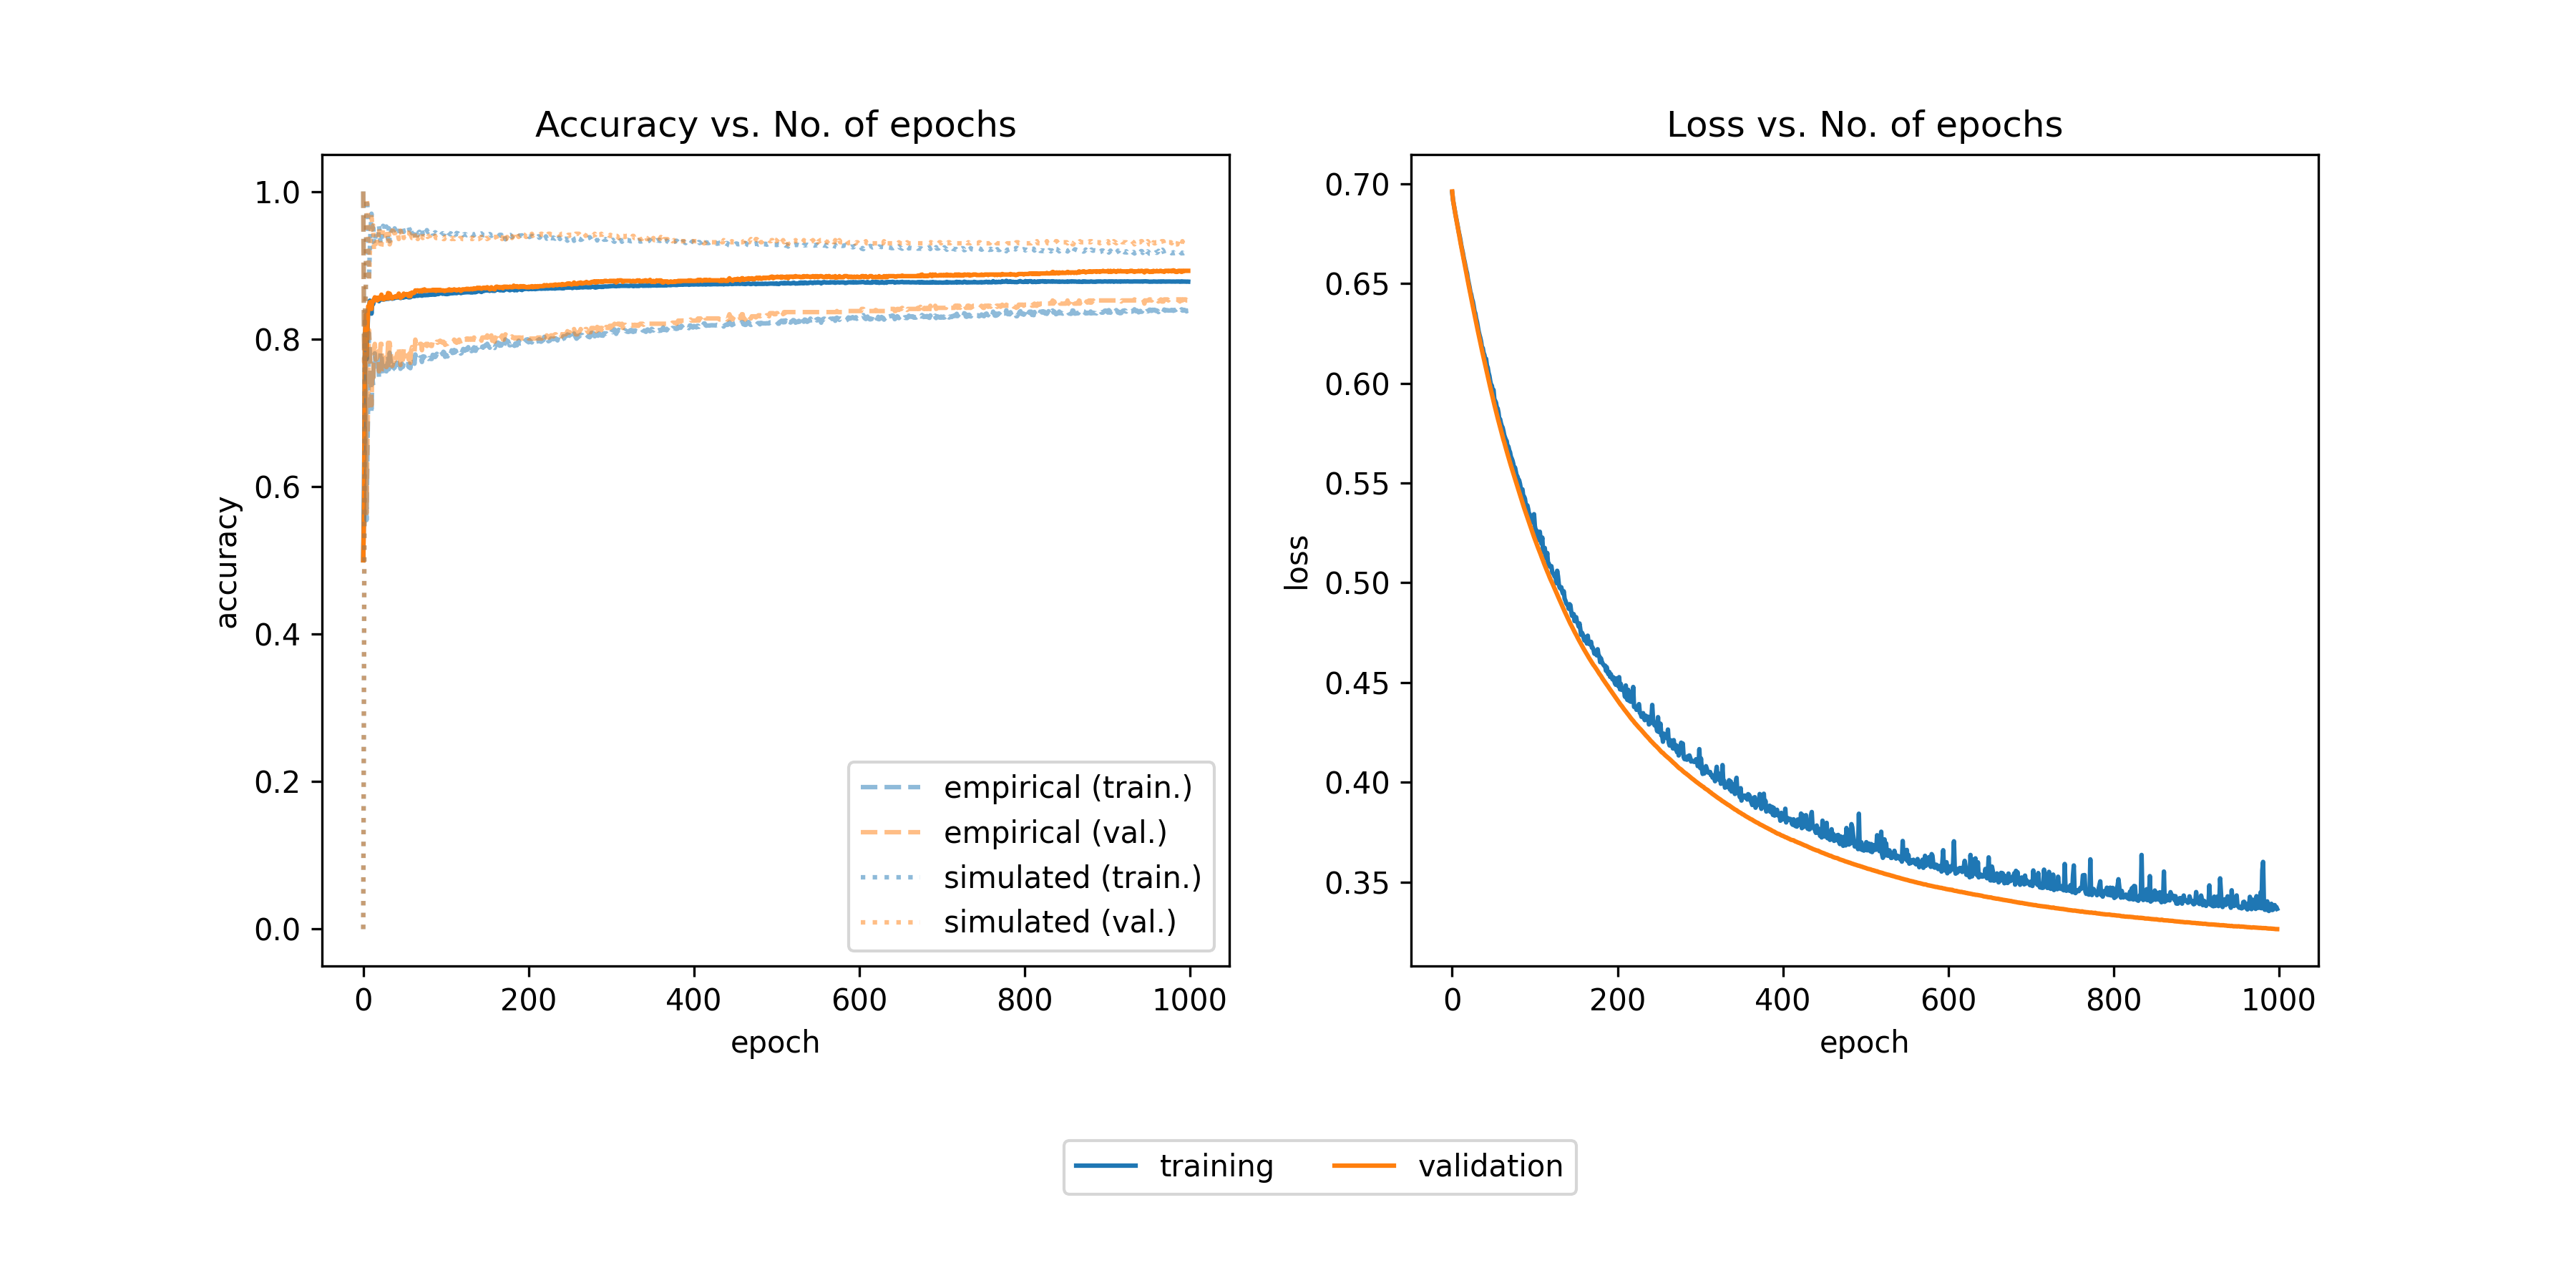 Accuracy vs. No. of epochs
1.0
0.8
0.6
0.4
0.2
0.0
accuracy
0 200 400 600 800 1000
epoch
empirical (train.)
empirical (val.)
simulated (train.)
simulated (val.)
Loss vs. No. of epochs
0.70
0.65
0.60
0.55
0.50
0.45
0.40
0.35
loss
0 200 400 600 800 1000
epoch
training validation